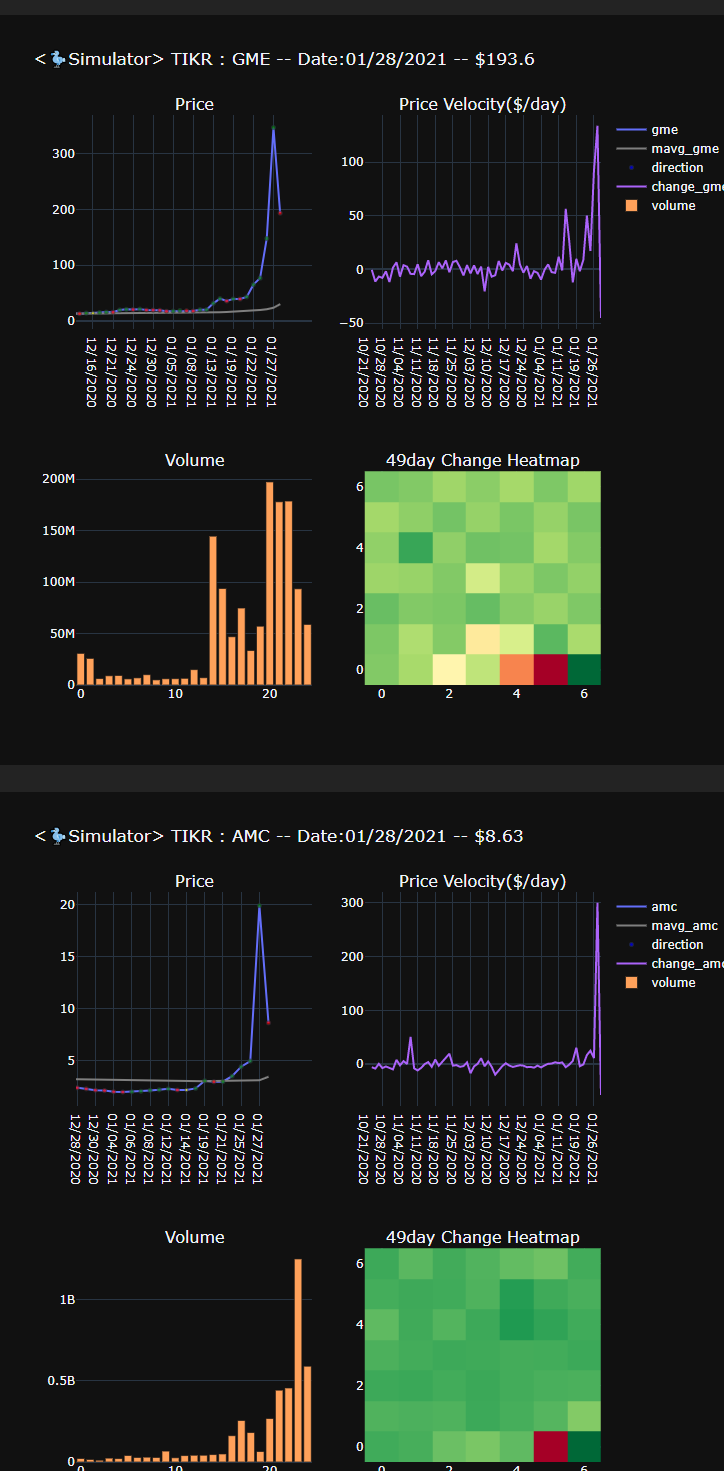 <🦆Simulator> TIKR : GME -- Date:01/28/2021 -- $193.6
Price
300
200
100
0
12/16/2020
12/21/2020
12/24/2020
12/30/2020
01/05/2021
01/08/2021
01/13/2021
01/19/2021
01/22/2021
01/27/2021
Price Velocity($/day)
100
50
0
−50
10/21/2020
10/28/2020
11/04/2020
11/11/2020
11/18/2020
11/25/2020
12/03/2020
12/10/2020
12/17/2020
12/24/2020
01/04/2021
01/11/2021
01/19/2021
01/26/2021
gme
mavg_gme
direction
change_gme
volume
Volume
200M
150M
100M
50M
0
0 10 20
49day Change Heatmap
6
4
2
0
0 2 4 6
<🦆Simulator> TIKR : AMC -- Date:01/28/2021 -- $8.63
Price
20
15
10
5
12/28/2020
12/30/2020
01/04/2021
01/06/2021
01/08/2021
01/12/2021
01/14/2021
01/19/2021
01/21/2021
01/25/2021
01/27/2021
Price Velocity($/day)
300
200
100
0
10/21/2020
10/28/2020
11/04/2020
11/11/2020
11/18/2020
11/25/2020
12/03/2020
12/10/2020
12/17/2020
12/24/2020
01/04/2021
01/11/2021
01/19/2021
01/26/2021
amc
mavg_amc
direction
change_amc
volume
Volume
1B
0.5B
0
0 10 20
49day Change Heatmap
6
4
2
0
0 2 4 6